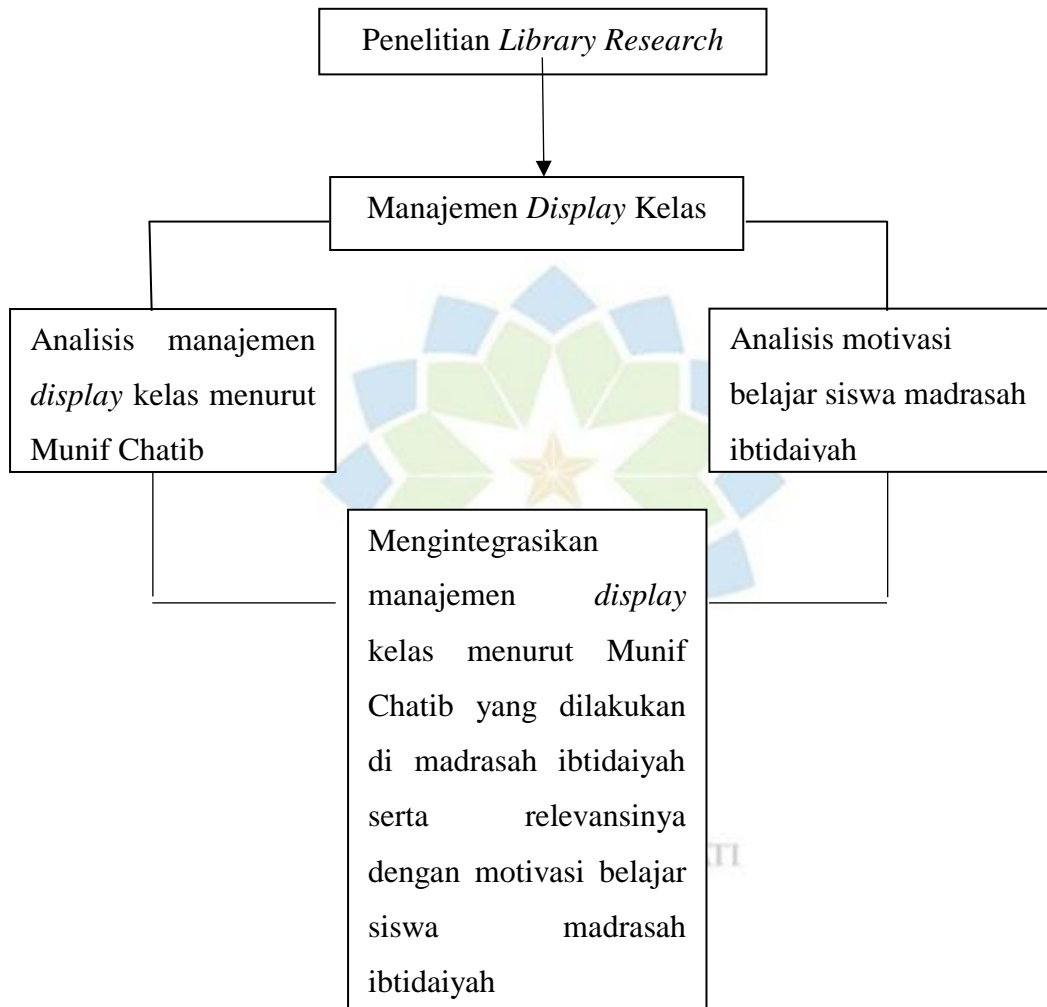 Penelitian Library Research
Manajemen Display Kelas
Analisis manajemen
display kelas menurut
Munif Chatib
Analisis motivasi
belajar siswa madrasah
ibtidaiyah
Mengintegrasikan
manajemen display
kelas menurut Munif
Chatib yang dilakukan
di madrasah ibtidaiyah
serta relevansinya
dengan motivasi belajar
siswa madrasah
ibtidaiyah